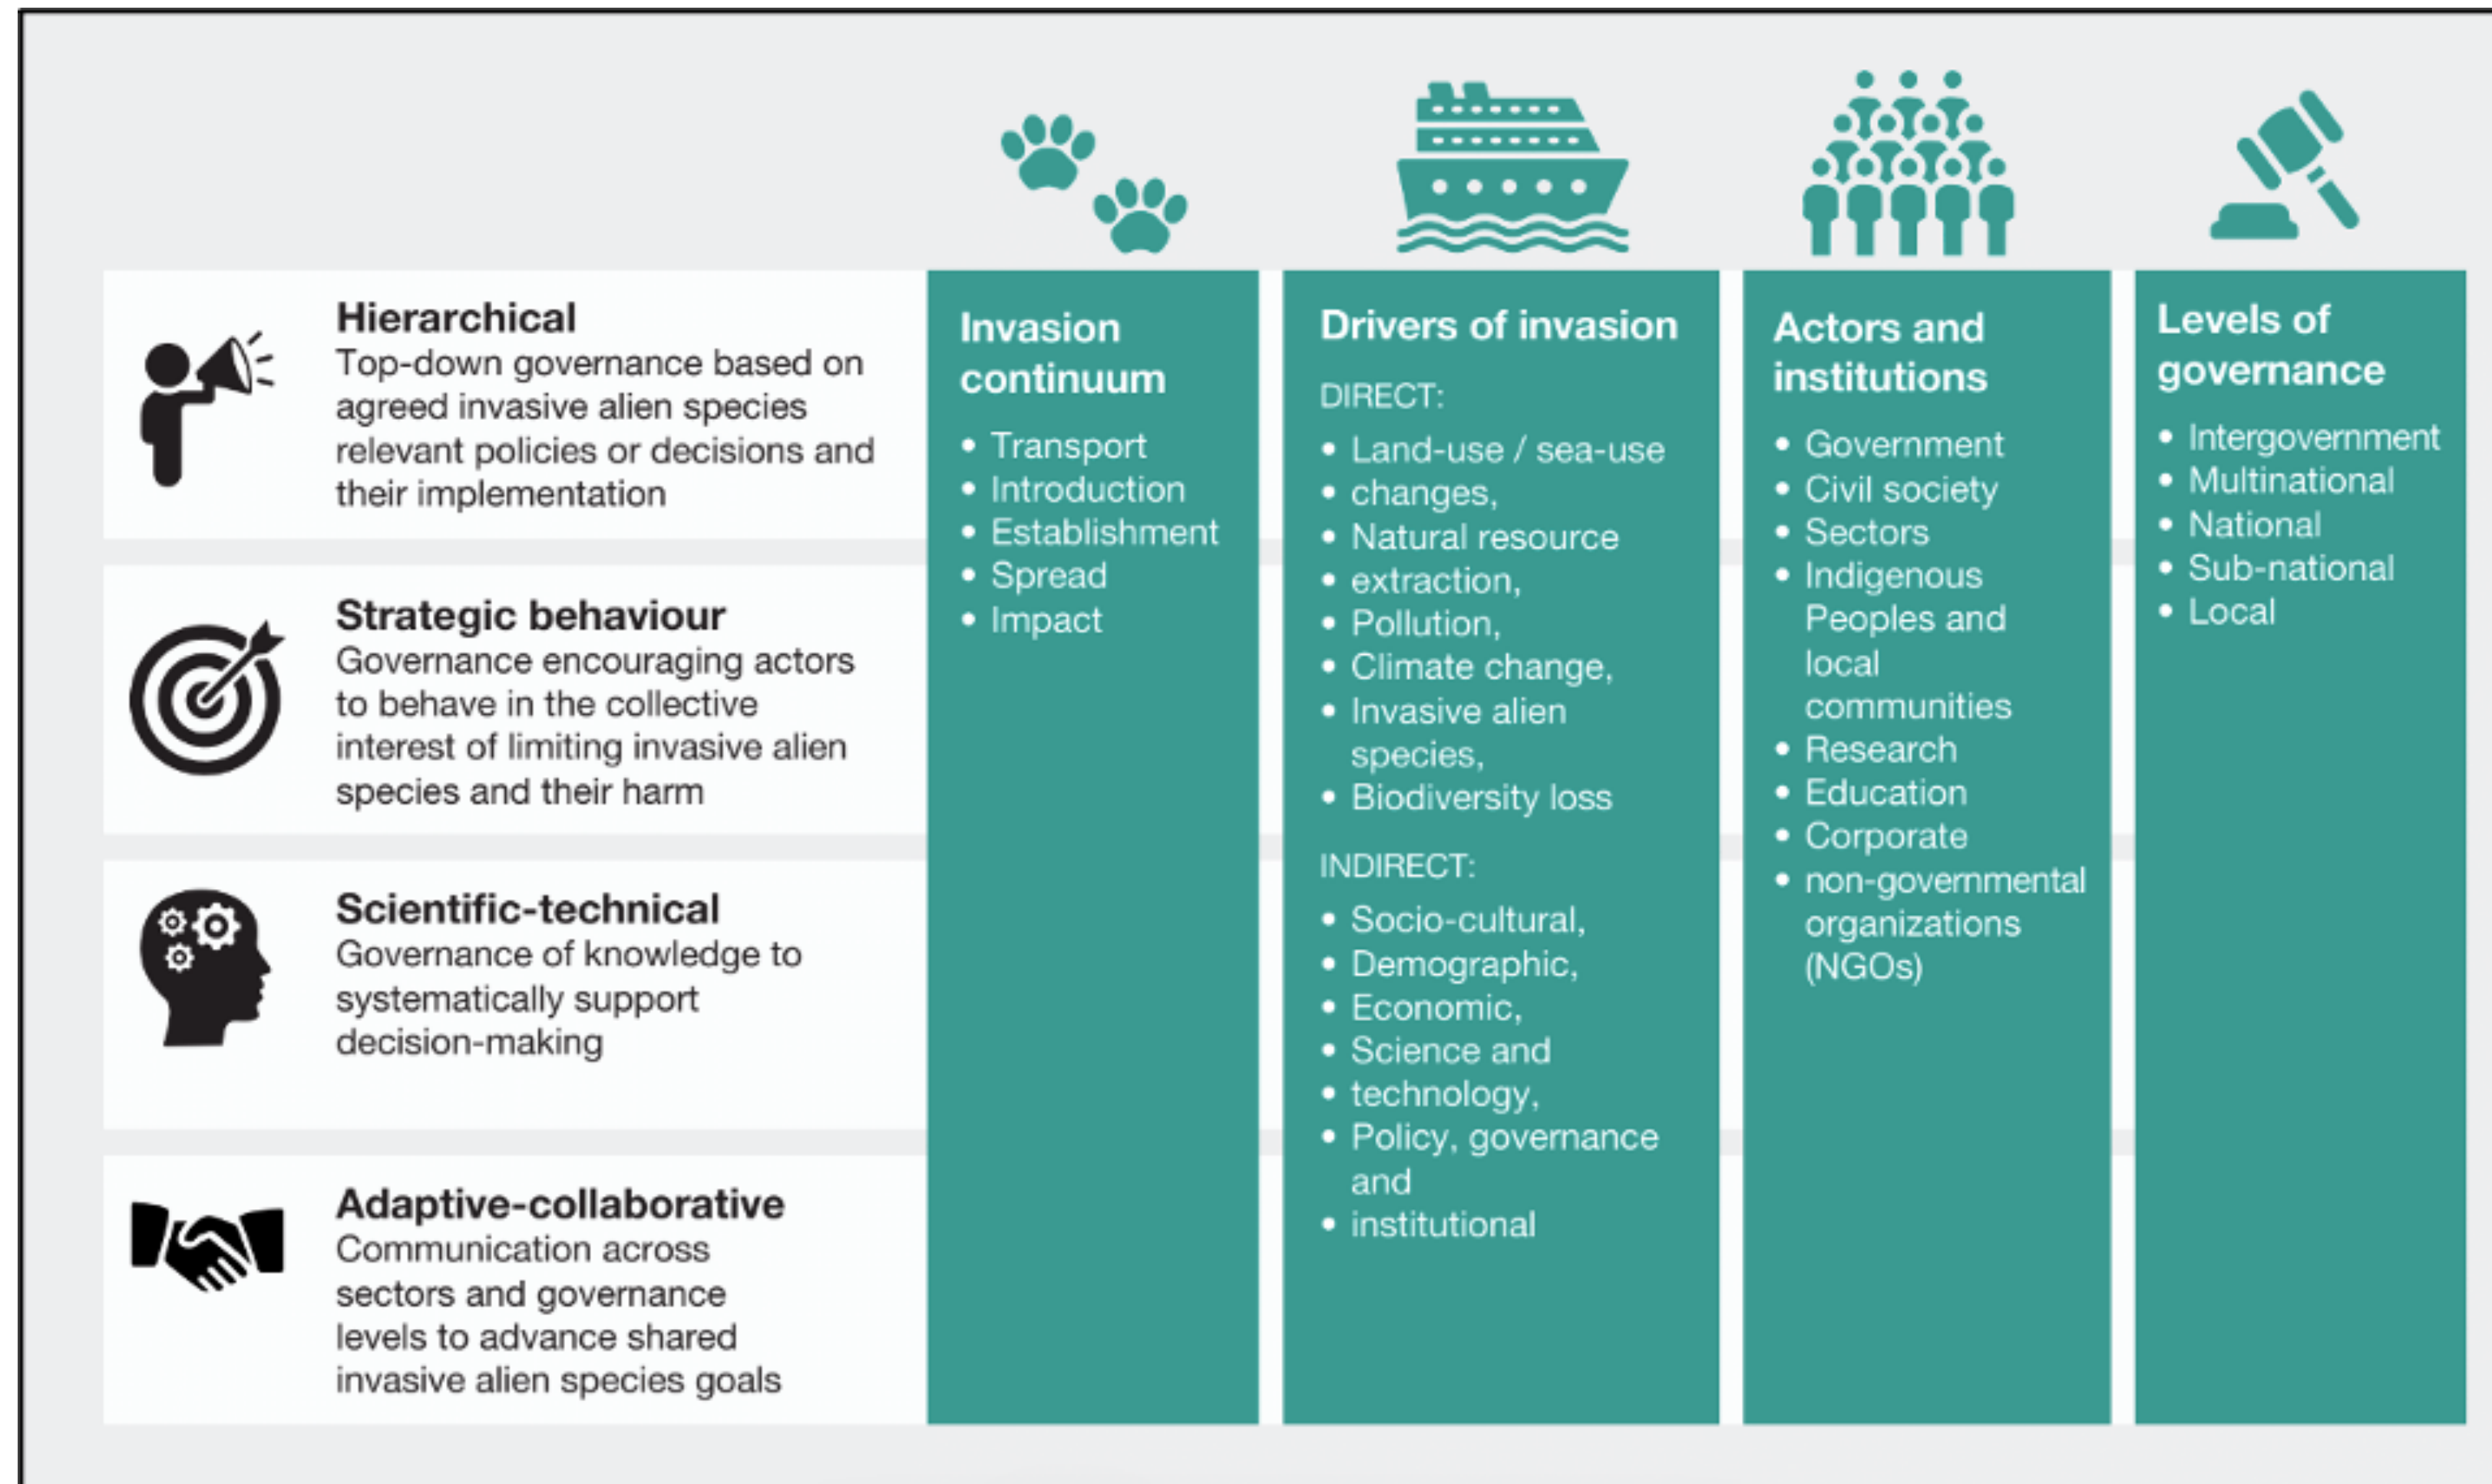 Hierarchical
Top-down governance based on
agreed invasive alien species
relevant policies or decisions and
their implementation
Strategic behaviour
Governance encouraging actors
to behave in the collective
interest of limiting invasive alien
species and their harm
Scientific-technical
Governance of knowledge to
systematically support
decision-making
Adaptive-collaborative
Communication across
sectors and governance
levels to advance shared
invasive alien species goals
Invasion
continuum
• Transport
• Introduction
• Establishment
• Spread
• Impact
Drivers of invasion
DIRECT:
• Land-use / sea-use
• changes,
• Natural resource
• extraction,
• Pollution,
• Climate change,
• Invasive alien
species,
• Biodiversity loss
INDIRECT:
• Socio-cultural,
• Demographic,
• Economic,
• Science and
• technology,
• Policy, governance
and
• institutional
Actors and
institutions
• Government
• Civil society
• Sectors
• Indigenous
Peoples and
local
communities
• Research
• Education
• Corporate
• non-governmental
organizations
(NGOs)
Levels of
governance
• Intergovernment
• Multinational
• National
• Sub-national
• Local